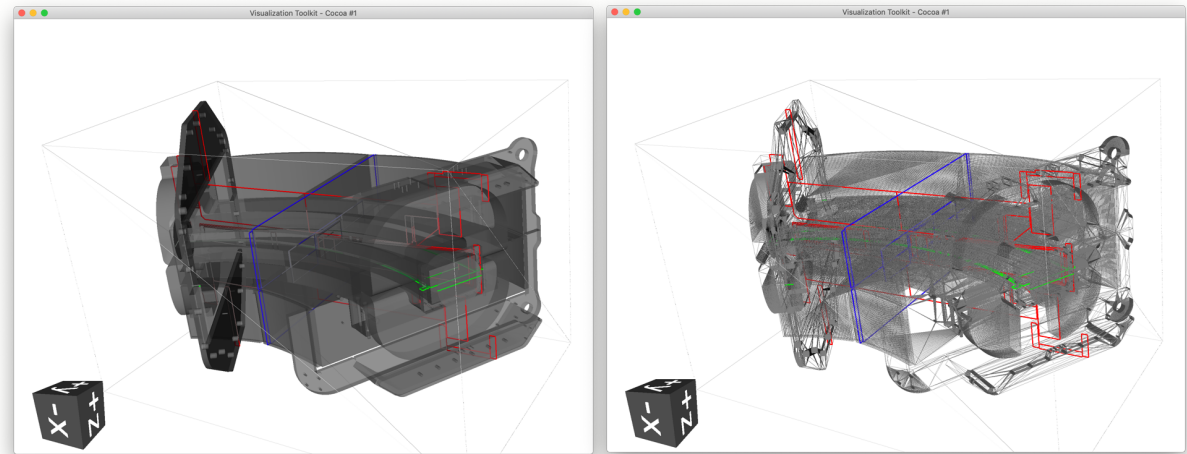 Visualization Toolkit - Cocoa #1
Visualization Toolkit - Cocoa #1
Y+
X-
Z+
Y+
X-
Z+